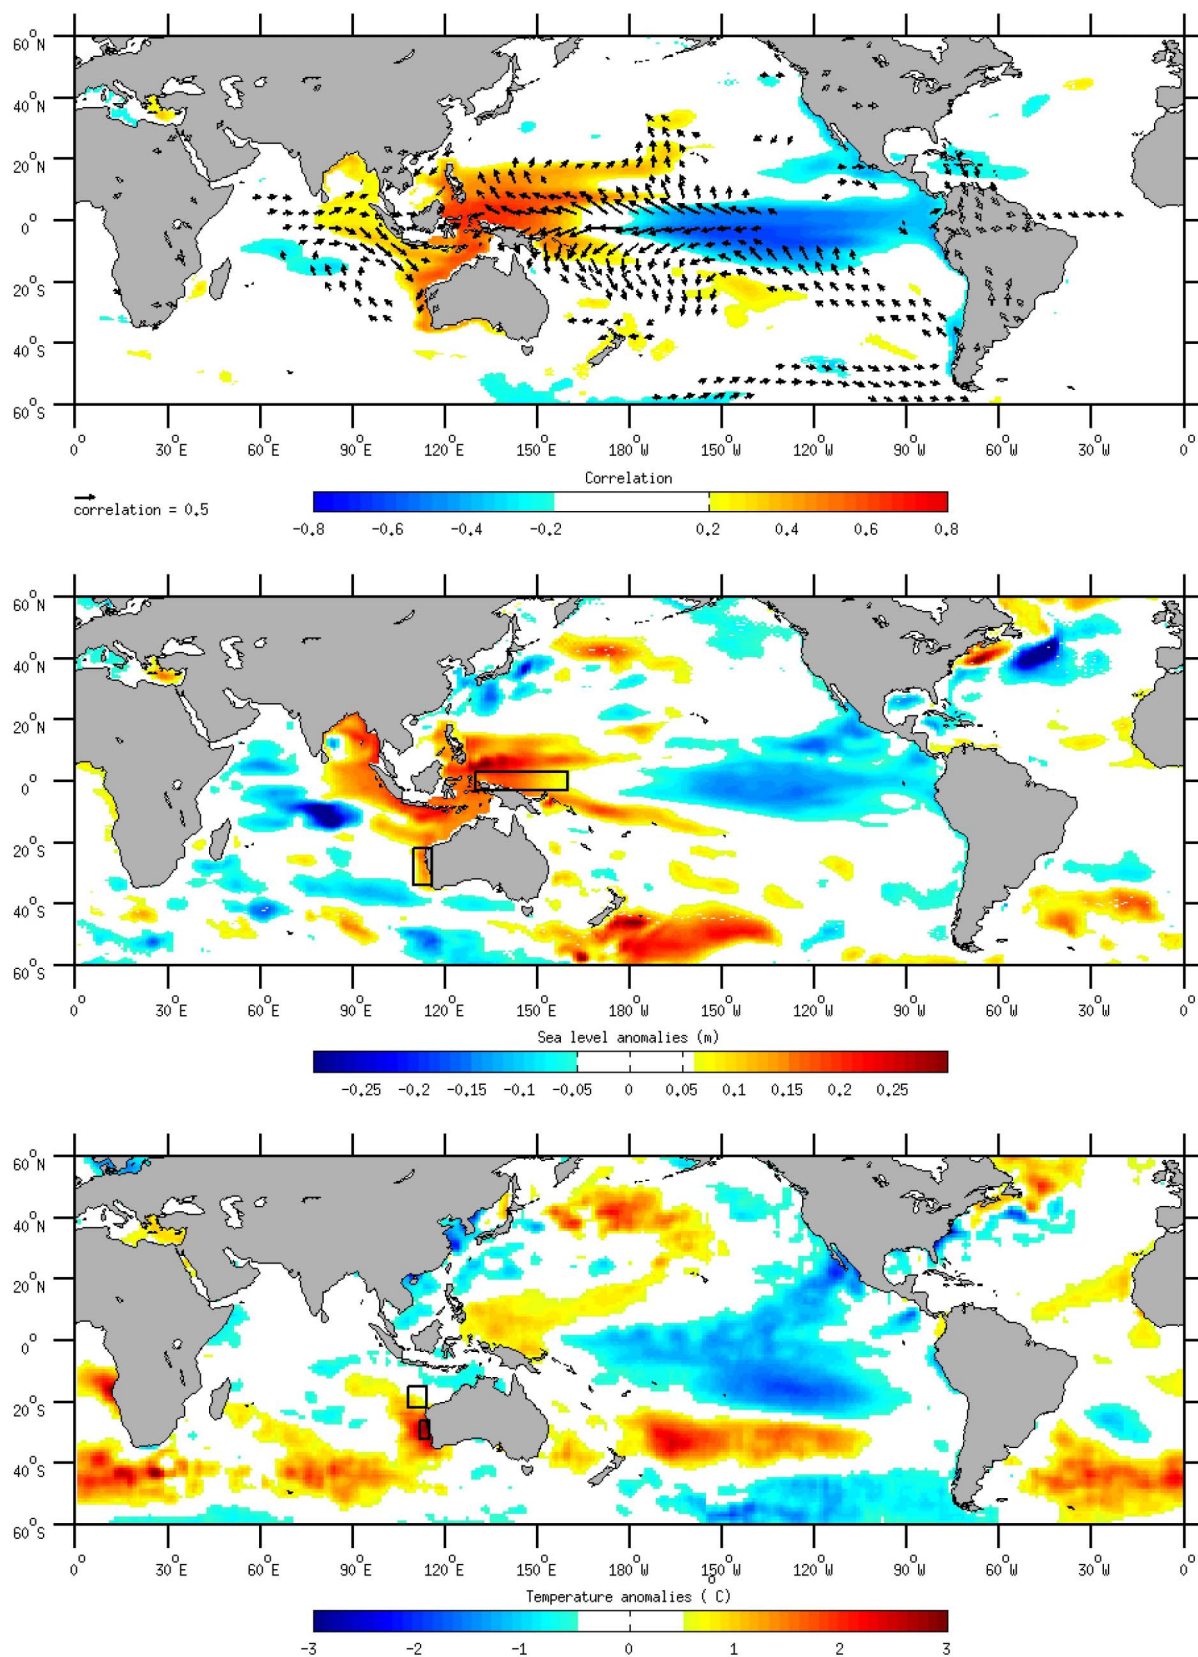 60°N
40°N
20°N
0°
20°S
40°S
60°S
0° 30°E 60°E 90°E 120°E 150°E 180°W 150°W 120°W 90°W 60°W 30°W 0°
Correlation
correlation = 0.5
-0.8 -0.6 -0.4 -0.2 0.2 0.4 0.6 0.8
60°N
40°N
20°N
0°
20°S
40°S
60°S
0° 30°E 60°E 90°E 120°E 150°E 180°W 150°W 120°W 90°W 60°W 30°W 0°
Sea level anomalies (m)
-0.25 -0.2 -0.15 -0.1 -0.05 0 0.05 0.1 0.15 0.2 0.25
60°N
40°N
20°N
0°
20°S
40°S
60°S
0° 30°E 60°E 90°E 120°E 150°E 180°W 150°W 120°W 90°W 60°W 30°W 0°
Temperature anomalies (°C)
-3 -2 -1 0 1 2 3